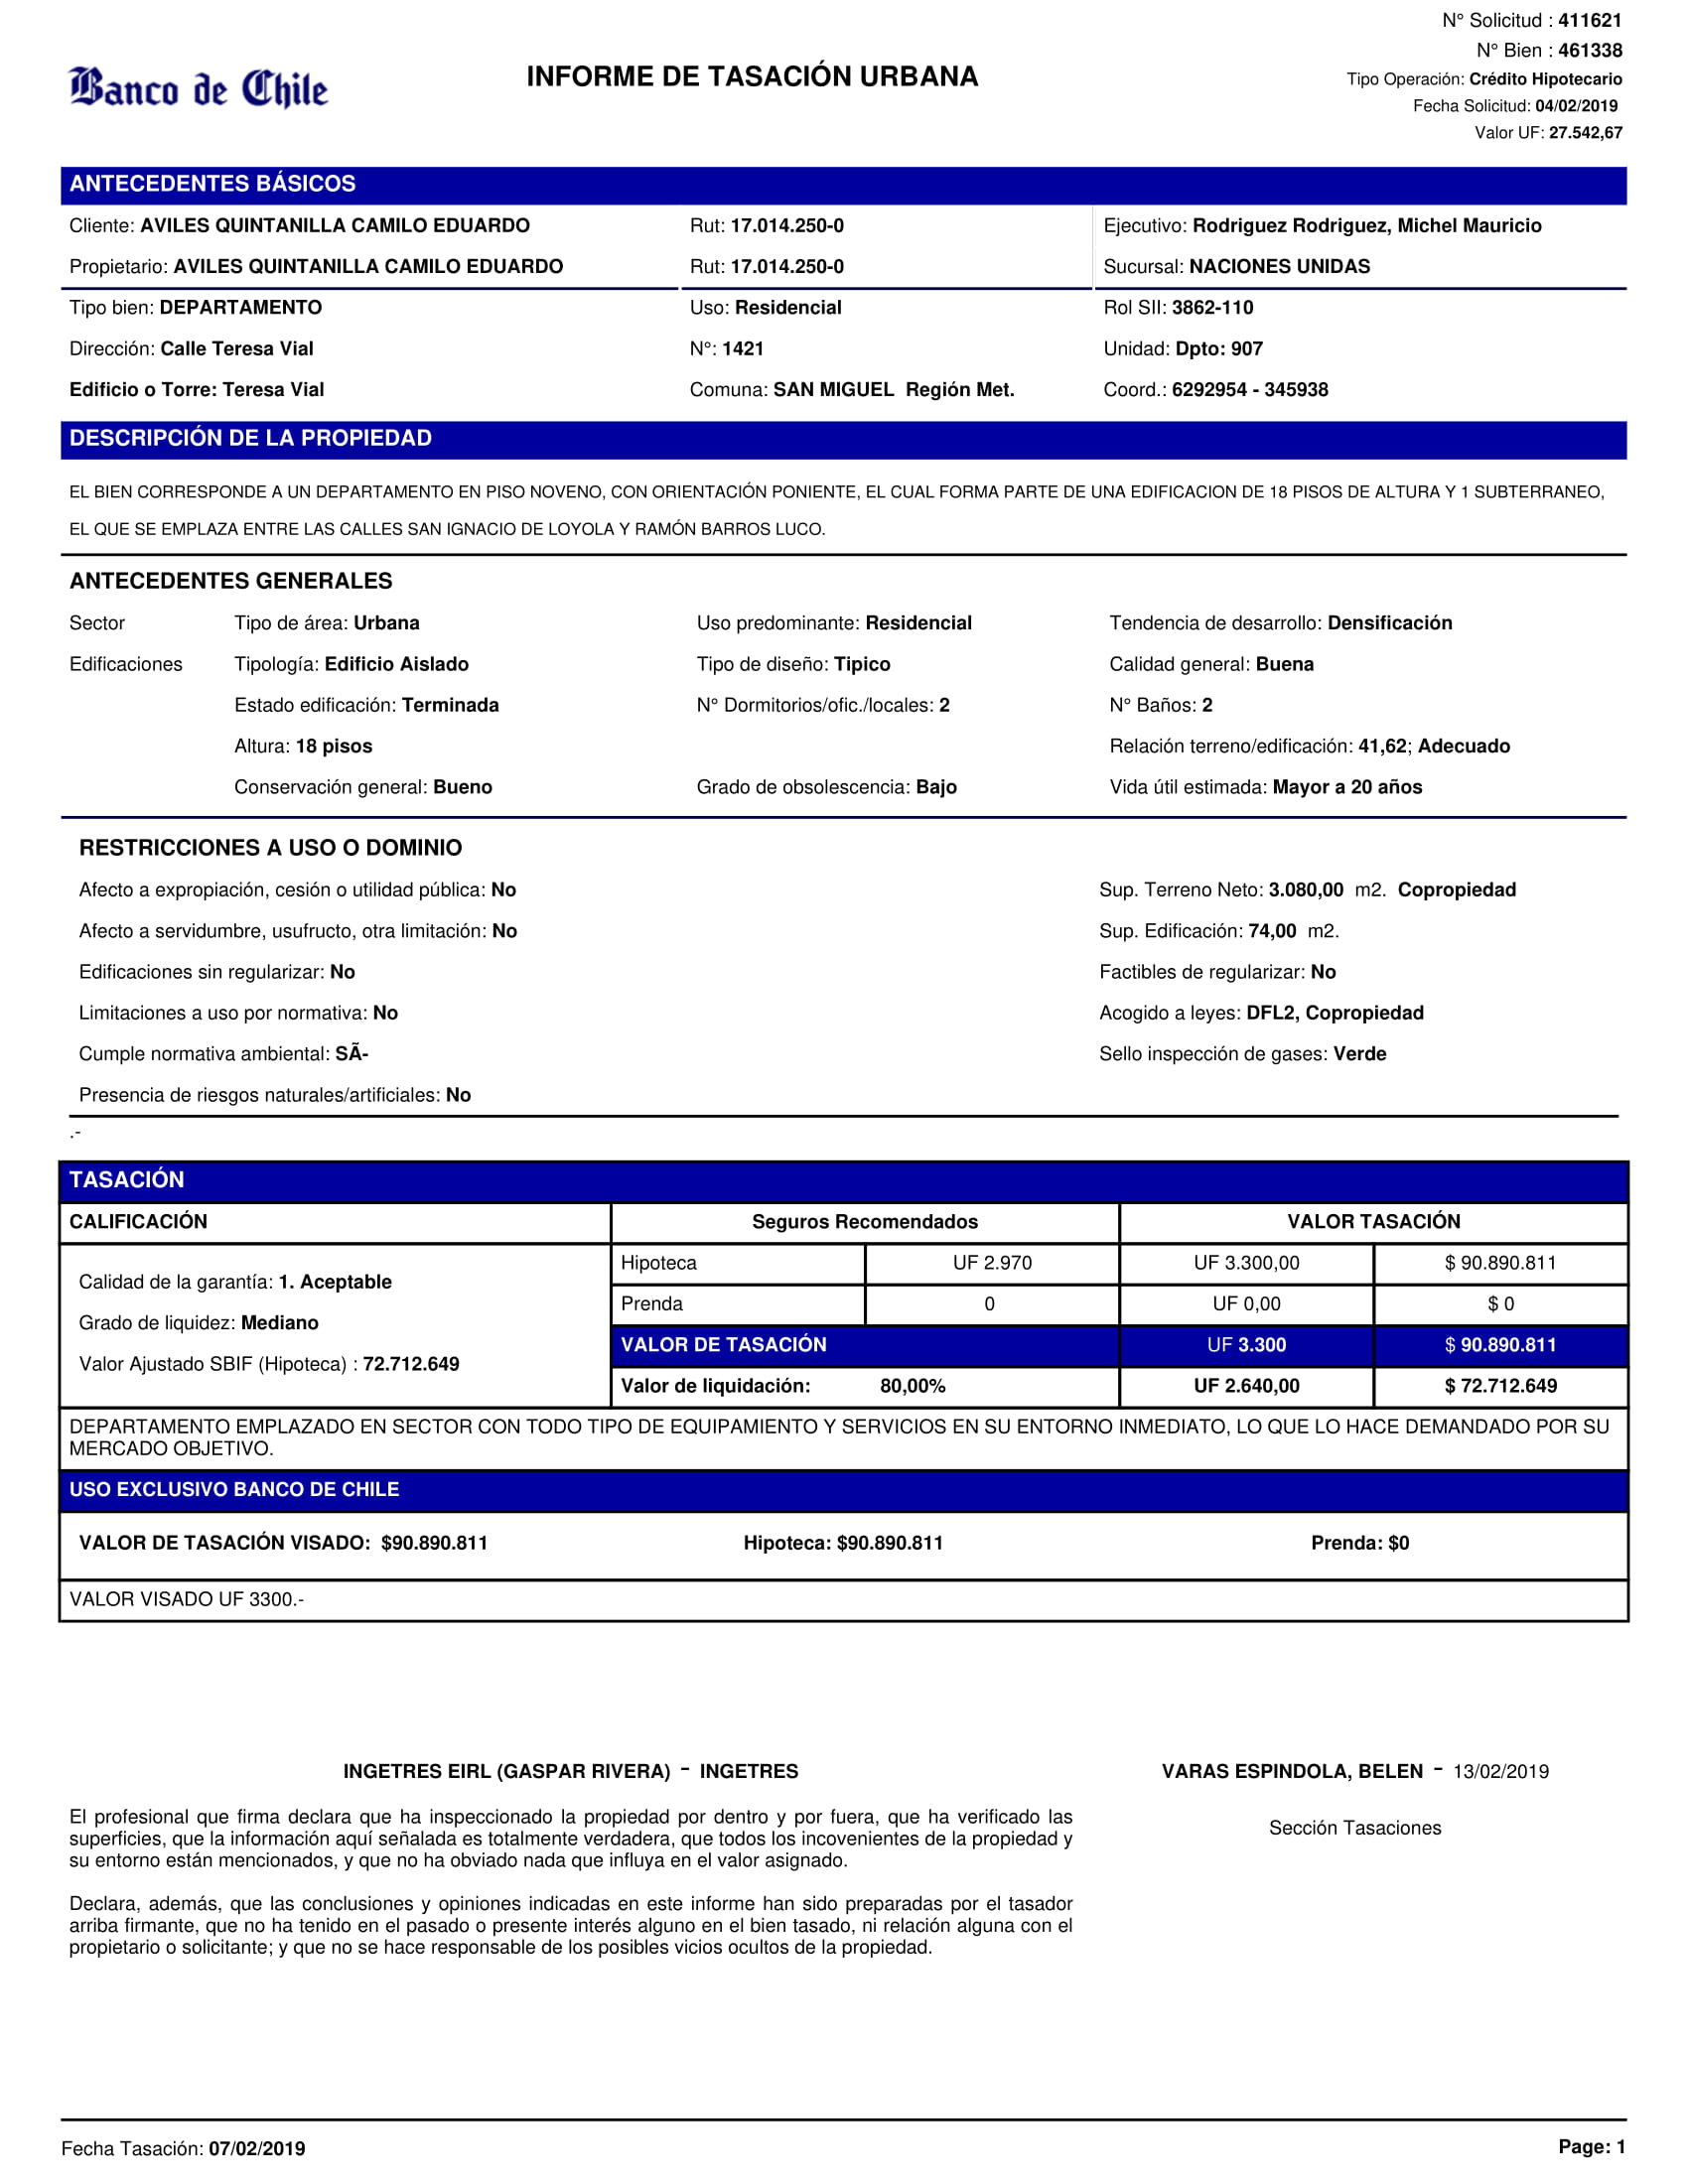 N° Solicitud : 411621
N° Bien : 461338
Banco de Chile
INFORME DE TASACIÓN URBANA
Tipo Operación: Crédito Hipotecario
Fecha Solicitud: 04/02/2019
Valor UF: 27.542,67
ANTECEDENTES BÁSICOS
Cliente: AVILES QUINTANILLA CAMILO EDUARDO Rut: 17.014.250-0 Ejecutivo: Rodriguez Rodriguez, Michel Mauricio
Propietario: AVILES QUINTANILLA CAMILO EDUARDO Rut: 17.014.250-0 Sucursal: NACIONES UNIDAS
Tipo bien: DEPARTAMENTO Uso: Residencial Rol SII: 3862-110
Dirección: Calle Teresa Vial N°: 1421 Unidad: Dpto: 907
Edificio o Torre: Teresa Vial Comuna: SAN MIGUEL Región Met. Coord.: 6292954 - 345938
DESCRIPCIÓN DE LA PROPIEDAD
EL BIEN CORRESPONDE A UN DEPARTAMENTO EN PISO NOVENO, CON ORIENTACIÓN PONIENTE, EL CUAL FORMA PARTE DE UNA EDIFICACION DE 18 PISOS DE ALTURA Y 1 SUBTERRANEO,
EL QUE SE EMPLAZA ENTRE LAS CALLES SAN IGNACIO DE LOYOLA Y RAMÓN BARROS LUCO.
ANTECEDENTES GENERALES
Sector Tipo de área: Urbana Uso predominante: Residencial Tendencia de desarrollo: Densificación
Edificaciones Tipología: Edificio Aislado Tipo de diseño: Tipico Calidad general: Buena
Estado edificación: Terminada N° Dormitorios/ofic./locales: 2 N° Baños: 2
Altura: 18 pisos Relación terreno/edificación: 41,62; Adecuado
Conservación general: Bueno Grado de obsolescencia: Bajo Vida útil estimada: Mayor a 20 años
RESTRICCIONES A USO O DOMINIO
Afecto a expropiación, cesión o utilidad pública: No Sup. Terreno Neto: 3.080,00 m2. Copropiedad
Afecto a servidumbre, usufructo, otra limitación: No Sup. Edificación: 74,00 m2.
Edificaciones sin regularizar: No Factibles de regularizar: No
Limitaciones a uso por normativa: No Acogido a leyes: DFL2, Copropiedad
Cumple normativa ambiental: SÃ- Sello inspección de gases: Verde
Presencia de riesgos naturales/artificiales: No
.-
TASACIÓN
CALIFICACIÓN Seguros Recomendados VALOR TASACIÓN
Hipoteca UF 2.970 UF 3.300,00 $ 90.890.811
Calidad de la garantía: 1. Aceptable
Prenda 0 UF 0,00 $ 0
Grado de liquidez: Mediano
VALOR DE TASACIÓN UF 3.300 $ 90.890.811
Valor Ajustado SBIF (Hipoteca) : 72.712.649
Valor de liquidación: 80,00% UF 2.640,00 $ 72.712.649
DEPARTAMENTO EMPLAZADO EN SECTOR CON TODO TIPO DE EQUIPAMIENTO Y SERVICIOS EN SU ENTORNO INMEDIATO, LO QUE LO HACE DEMANDADO POR SU
MERCADO OBJETIVO.
USO EXCLUSIVO BANCO DE CHILE
VALOR DE TASACIÓN VISADO: $90.890.811 Hipoteca: $90.890.811 Prenda: $0
VALOR VISADO UF 3300.-
INGETRES EIRL (GASPAR RIVERA) - INGETRES VARAS ESPINDOLA, BELEN - 13/02/2019
Sección Tasaciones
El profesional que firma declara que ha inspeccionado la propiedad por dentro y por fuera, que ha verificado las
superficies, que la información aquí señalada es totalmente verdadera, que todos los incovenientes de la propiedad y
su entorno están mencionados, y que no ha obviado nada que influya en el valor asignado.
Declara, además, que las conclusiones y opiniones indicadas en este informe han sido preparadas por el tasador
arriba firmante, que no ha tenido en el pasado o presente interés alguno en el bien tasado, ni relación alguna con el
propietario o solicitante; y que no se hace responsable de los posibles vicios ocultos de la propiedad.
Fecha Tasación: 07/02/2019 Page: 1